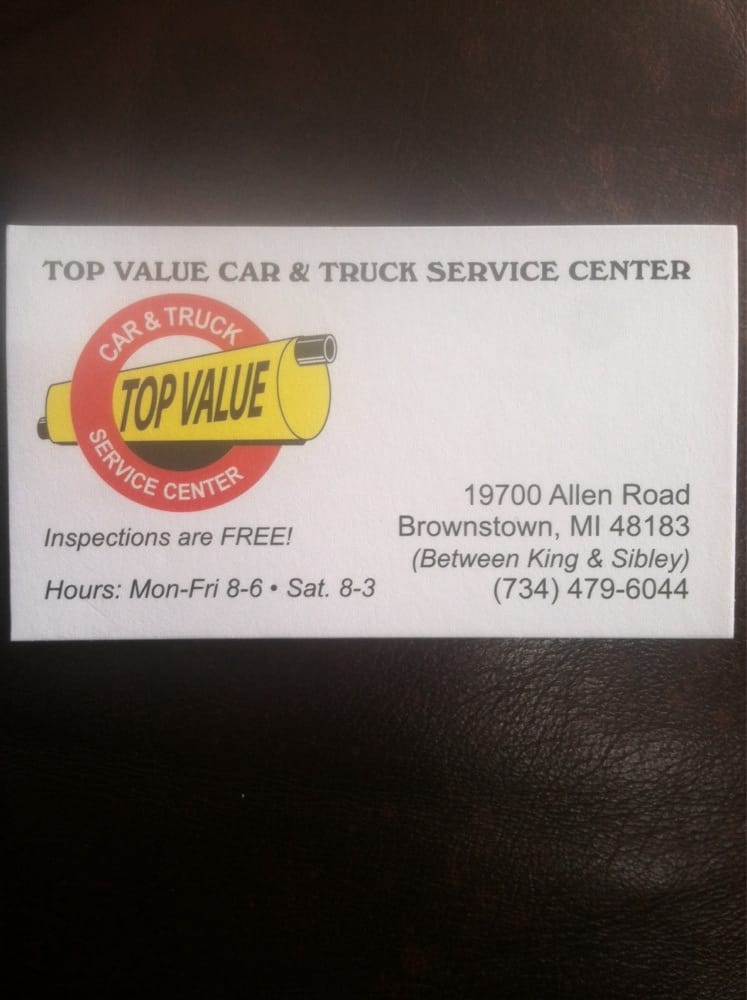 TOP VALUE CAR & TRUCK SERVICE CENTER
CAR & TRUCK
TOP VALUE
SERVICE CENTER
Inspections are FREE!
Hours: Mon-Fri 8-6 • Sat. 8-3
19700 Allen Road
Brownstown, MI 48183
(Between King & Sibley)
(734) 479-6044